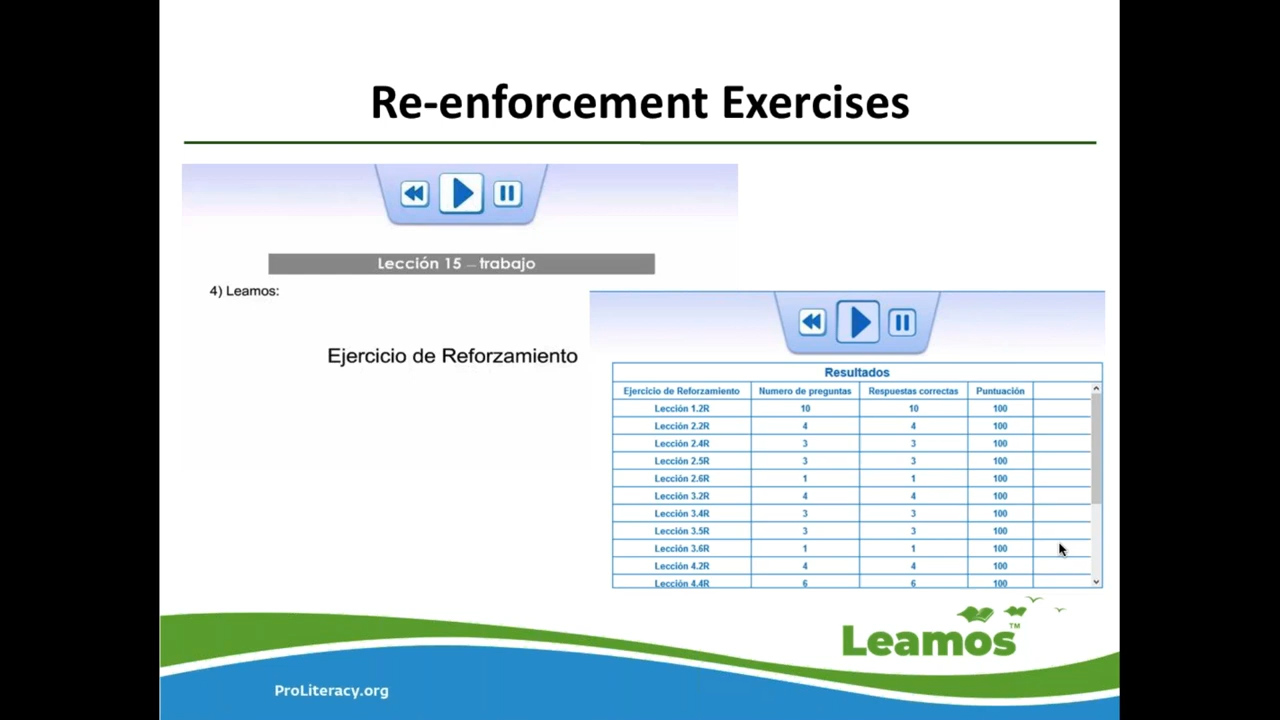 Re-enforcement Exercises
Lección 15 – trabajo
4) Leamos:
Ejercicio de Reforzamiento
Resultados
Ejercicio de Reforzamiento Numero de preguntas Respuestas correctas Puntuación
Lección 1.2R 10 10 100
Lección 2.2R 4 4 100
Lección 2.4R 3 3 100
Lección 2.5R 3 3 100
Lección 2.6R 1 1 100
Lección 3.2R 4 4 100
Lección 3.4R 3 3 100
Lección 3.5R 3 3 100
Lección 3.6R 1 1 100
Lección 4.2R 4 4 100
Lección 4.4R 6 6 100
Leamos™
ProLiteracy.org